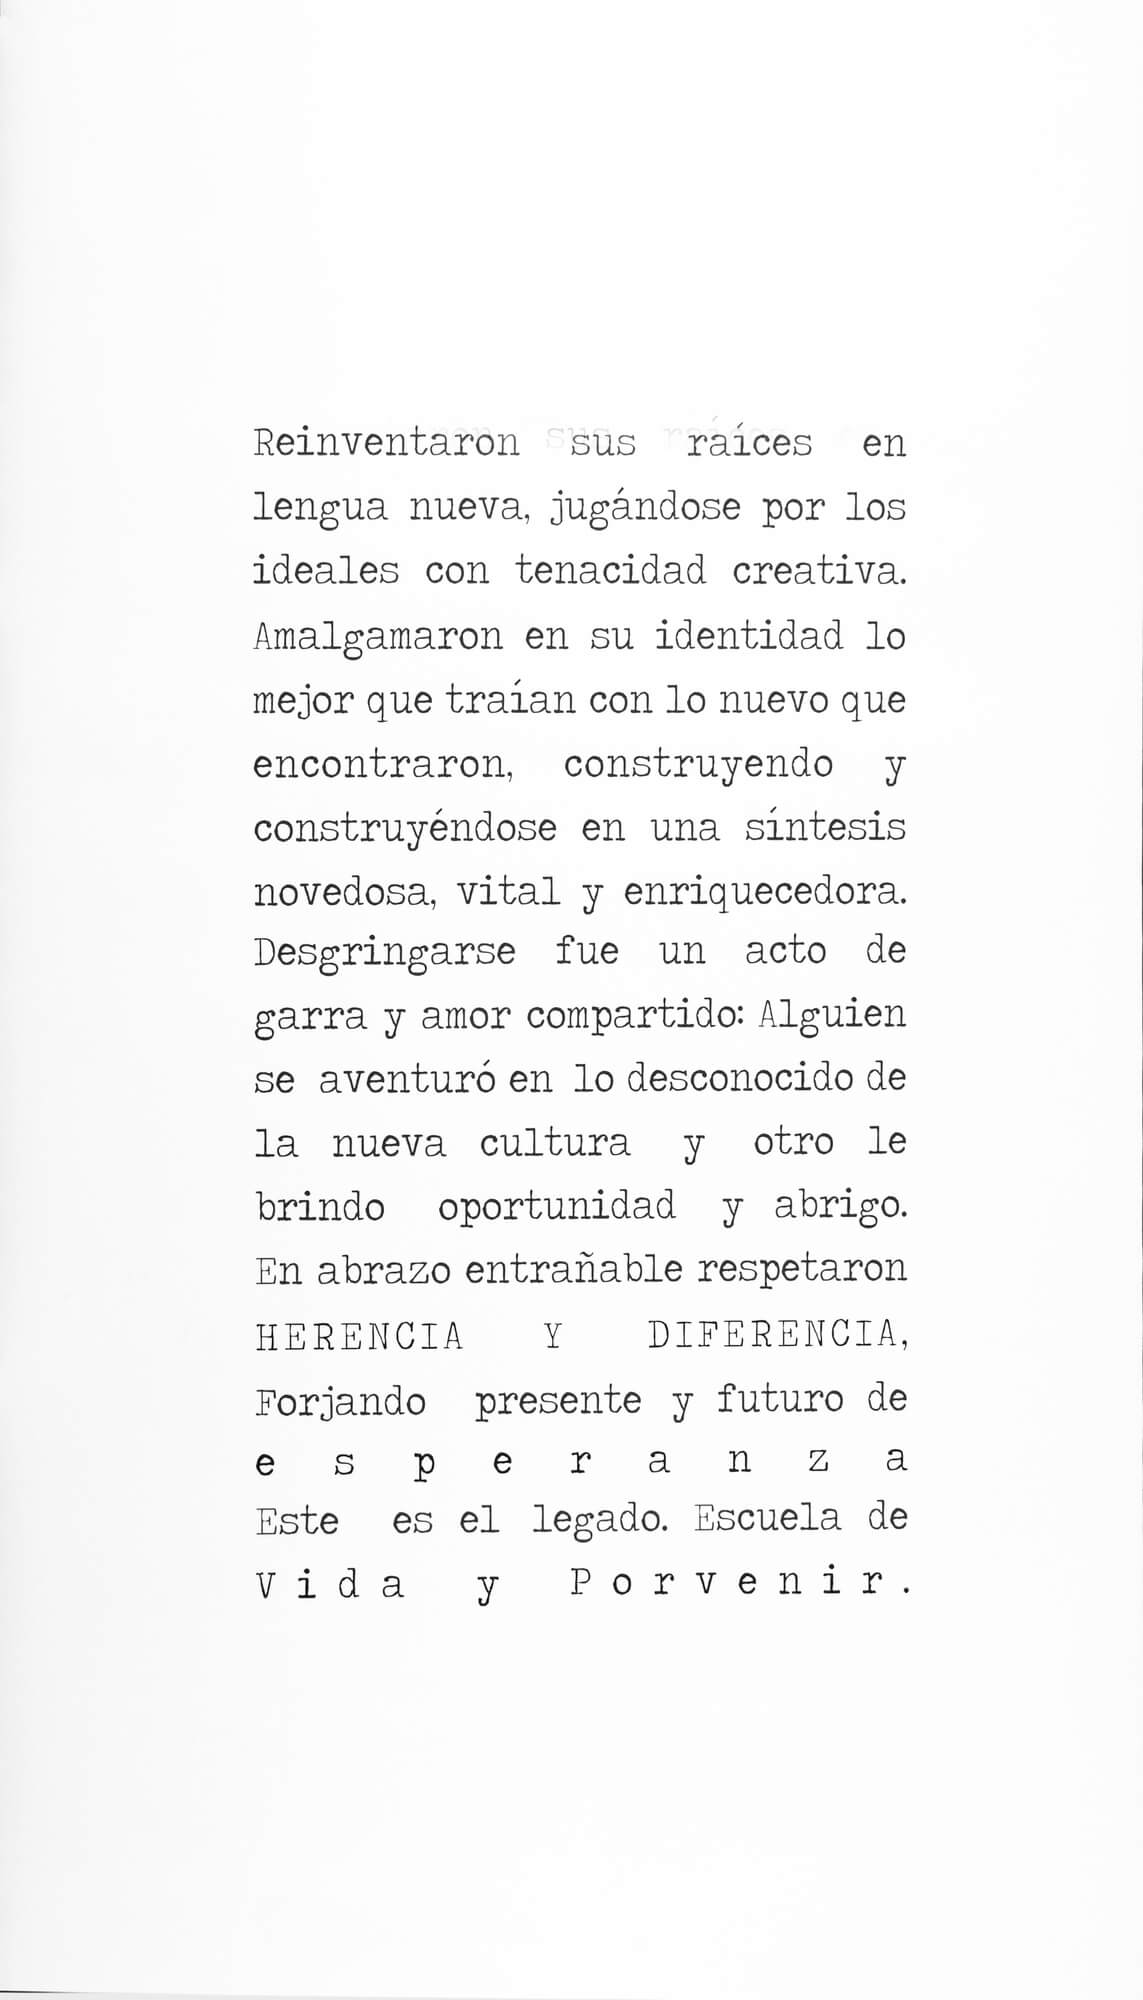 Reinventaron sus raíces en
lengua nueva, jugándose por los
ideales con tenacidad creativa.
Amalgamaron en su identidad lo
mejor que traían con lo nuevo que
encontraron, construyendo y
construyéndose en una síntesis
novedosa, vital y enriquecedora.
Desgringarse fue un acto de
garra y amor compartido: Alguien
se aventuró en lo desconocido de
la nueva cultura y otro le
brindo oportunidad y abrigo.
En abrazo entrañable respetaron
HERENCIA Y DIFERENCIA,
Forjando presente y futuro de
e s p e r a n z a
Este es el legado. Escuela de
V i d a y P o r v e n i r .